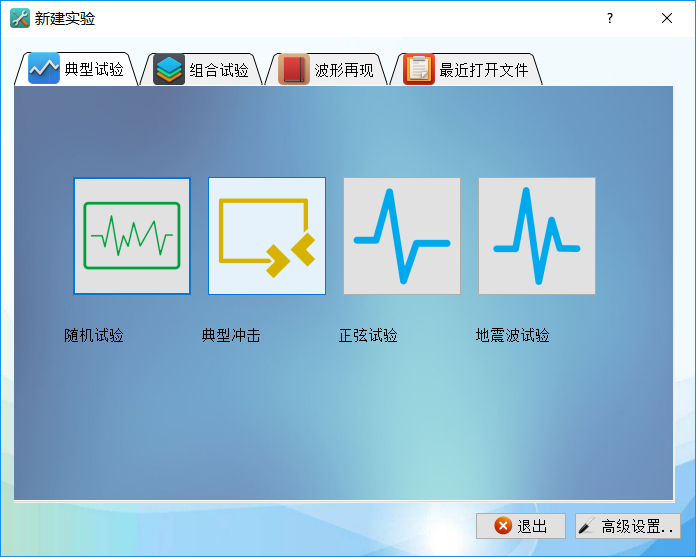 新建实验
?
典型试验
组合试验
波形再现
最近打开文件
随机试验
典型冲击
正弦试验
地震波试验
退出
高级设置..